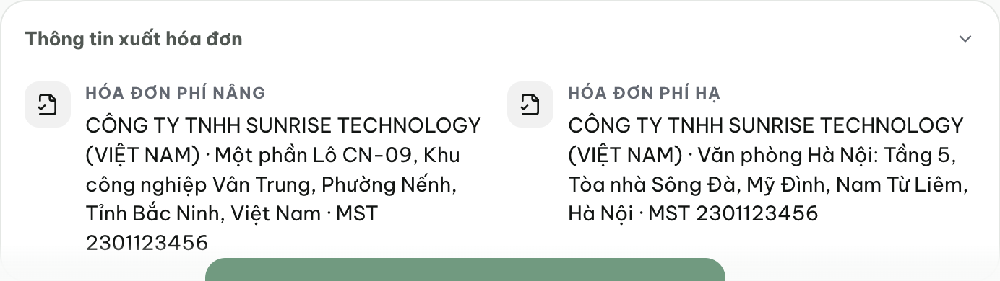 Thông tin xuất hóa đơn
HÓA ĐƠN PHÍ NÂNG
CÔNG TY TNHH SUNRISE TECHNOLOGY
(VIỆT NAM) · Một phần Lô CN-09, Khu
công nghiệp Vân Trung, Phường Nếnh,
Tỉnh Bắc Ninh, Việt Nam · MST
2301123456
HÓA ĐƠN PHÍ HẠ
CÔNG TY TNHH SUNRISE TECHNOLOGY
(VIỆT NAM) · Văn phòng Hà Nội: Tầng 5,
Tòa nhà Sông Đà, Mỹ Đình, Nam Từ Liêm,
Hà Nội · MST 2301123456